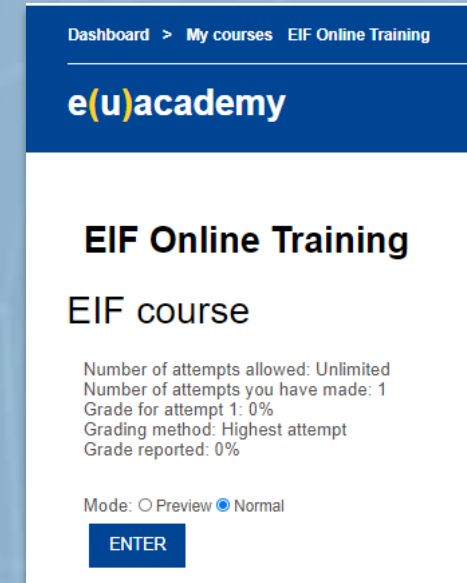 Dashboard > My courses EIF Online Training
e(u)academy
EIF Online Training
EIF course
Number of attempts allowed: Unlimited
Number of attempts you have made: 1
Grade for attempt 1: 0%
Grading method: Highest attempt
Grade reported: 0%
Mode: Preview Normal
ENTER